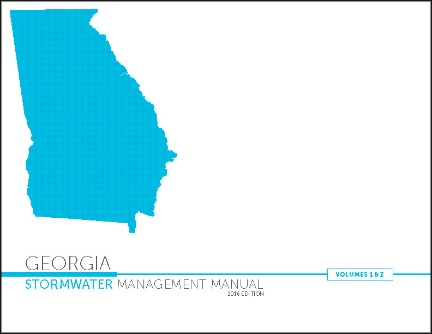 GEORGIA
STORMWATER MANAGEMENT MANUAL
2016 EDITION
VOLUMES 1 & 2